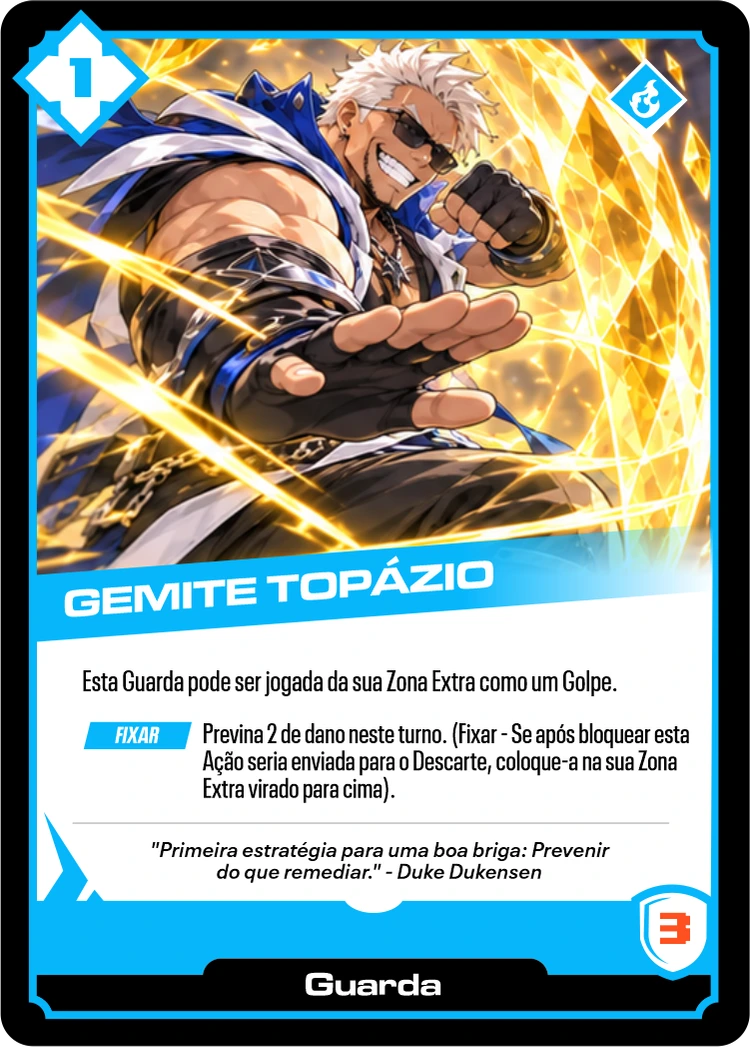 1
GEMITE TOPÁZIO
Esta Guarda pode ser jogada da sua Zona Extra como um Golpe.
FIXAR
Previna 2 de dano neste turno. (Fixar - Se após bloquear esta
Ação seria enviada para o Descarte, coloque-a na sua Zona
Extra virado para cima).
"Primeira estratégia para uma boa briga: Prevenir
do que remediar." - Duke Dukensen
3
Guarda